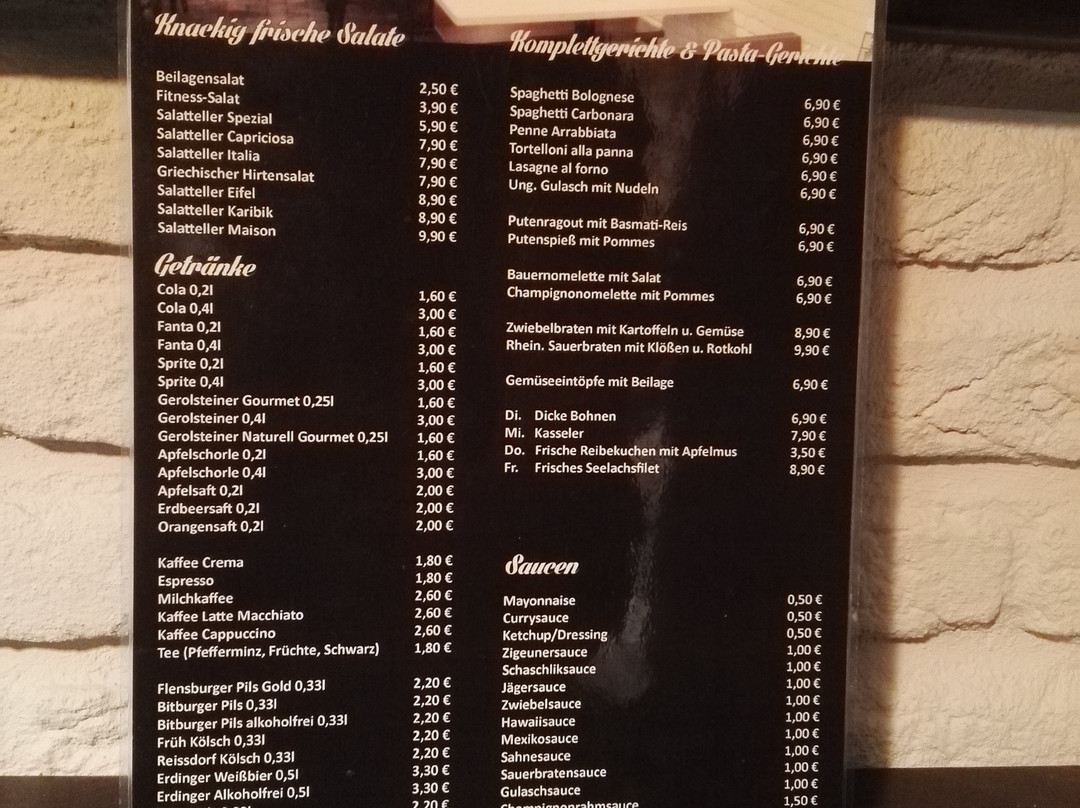 Knackig frische Salate
Beilagensalat 2,50 €
Fitness-Salat 3,90 €
Salatteller Spezial 5,90 €
Salatteller Capriciosa 7,90 €
Salatteller Italia 7,90 €
Griechischer Hirtensalat 7,90 €
Salatteller Eifel 8,90 €
Salatteller Karibik 8,90 €
Salatteller Maison 9,90 €
Getränke
Cola 0,2l 1,60 €
Cola 0,4l 3,00 €
Fanta 0,2l 1,60 €
Fanta 0,4l 3,00 €
Sprite 0,2l 1,60 €
Sprite 0,4l 3,00 €
Gerolsteiner Gourmet 0,25l 1,60 €
Gerolsteiner 0,4l 3,00 €
Gerolsteiner Naturell Gourmet 0,25l 1,60 €
Apfelschorle 0,2l 1,60 €
Apfelschorle 0,4l 3,00 €
Apfelsaft 0,2l 2,00 €
Erdbeersaft 0,2l 2,00 €
Orangensaft 0,2l 2,00 €
Kaffee Crema 1,80 €
Espresso 1,80 €
Milchkaffee 2,60 €
Kaffee Latte Macchiato 2,60 €
Kaffee Cappuccino 2,60 €
Tee (Pfefferminz, Früchte, Schwarz) 1,80 €
Flensburger Pils Gold 0,33l 2,20 €
Bitburger Pils 0,33l 2,20 €
Bitburger Pils alkoholfrei 0,33l 2,20 €
Früh Kölsch 0,33l 2,20 €
Reissdorf Kölsch 0,33l 2,20 €
Erdinger Weißbier 0,5l 3,30 €
Erdinger Alkoholfrei 0,5l 3,30 €
2,20 €
Komplettgerichte & Pasta-Gerichte
Spaghetti Bolognese 6,90 €
Spaghetti Carbonara 6,90 €
Penne Arrabbiata 6,90 €
Tortelloni alla panna 6,90 €
Lasagne al forno 6,90 €
Ung. Gulasch mit Nudeln 6,90 €
Putenragout mit Basmati-Reis 6,90 €
Putenspieß mit Pommes 6,90 €
Bauernomelette mit Salat 6,90 €
Champignonomelette mit Pommes 6,90 €
Zwiebelbraten mit Kartoffeln u. Gemüse 8,90 €
Rhein. Sauerbraten mit Klößen u. Rotkohl 9,90 €
Gemüseeintöpfe mit Beilage 6,90 €
Di. Dicke Bohnen 6,90 €
Mi. Kasseler 7,90 €
Do. Frische Reibekuchen mit Apfelmus 3,50 €
Fr. Frisches Seelachsfilet 8,90 €
Saucen
Mayonnaise 0,50 €
Currysauce 0,50 €
Ketchup/Dressing 0,50 €
Zigeunersauce 1,00 €
Schaschliksauce 1,00 €
Jägersauce 1,00 €
Zwiebelsauce 1,00 €
Hawaiisauce 1,00 €
Mexikosauce 1,00 €
Sahnesauce 1,00 €
Sauerbratensauce 1,00 €
Gulaschsauce 1,00 €
Champignonrahmsauce 1,50 €